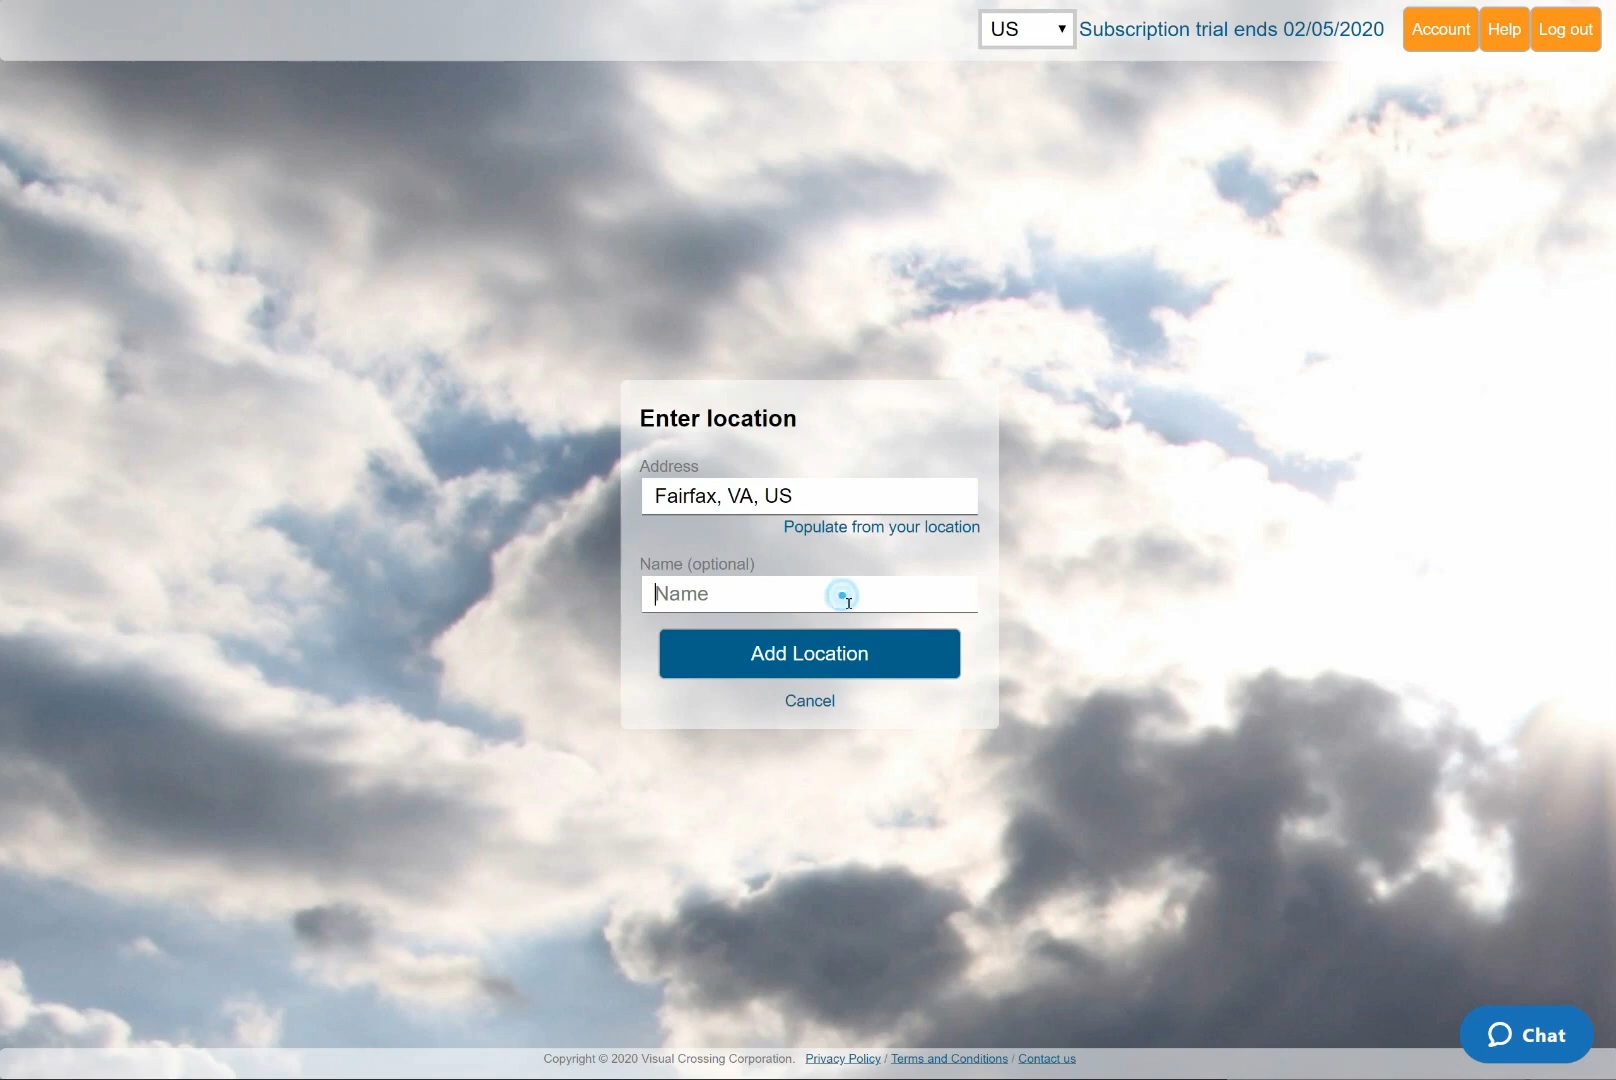 US
Subscription trial ends 02/05/2020
Account
Help
Log out
Enter location
Address
Fairfax, VA, US
Populate from your location
Name (optional)
Name
Add Location
Cancel
Chat
Copyright © 2020 Visual Crossing Corporation. Privacy Policy / Terms and Conditions / Contact us